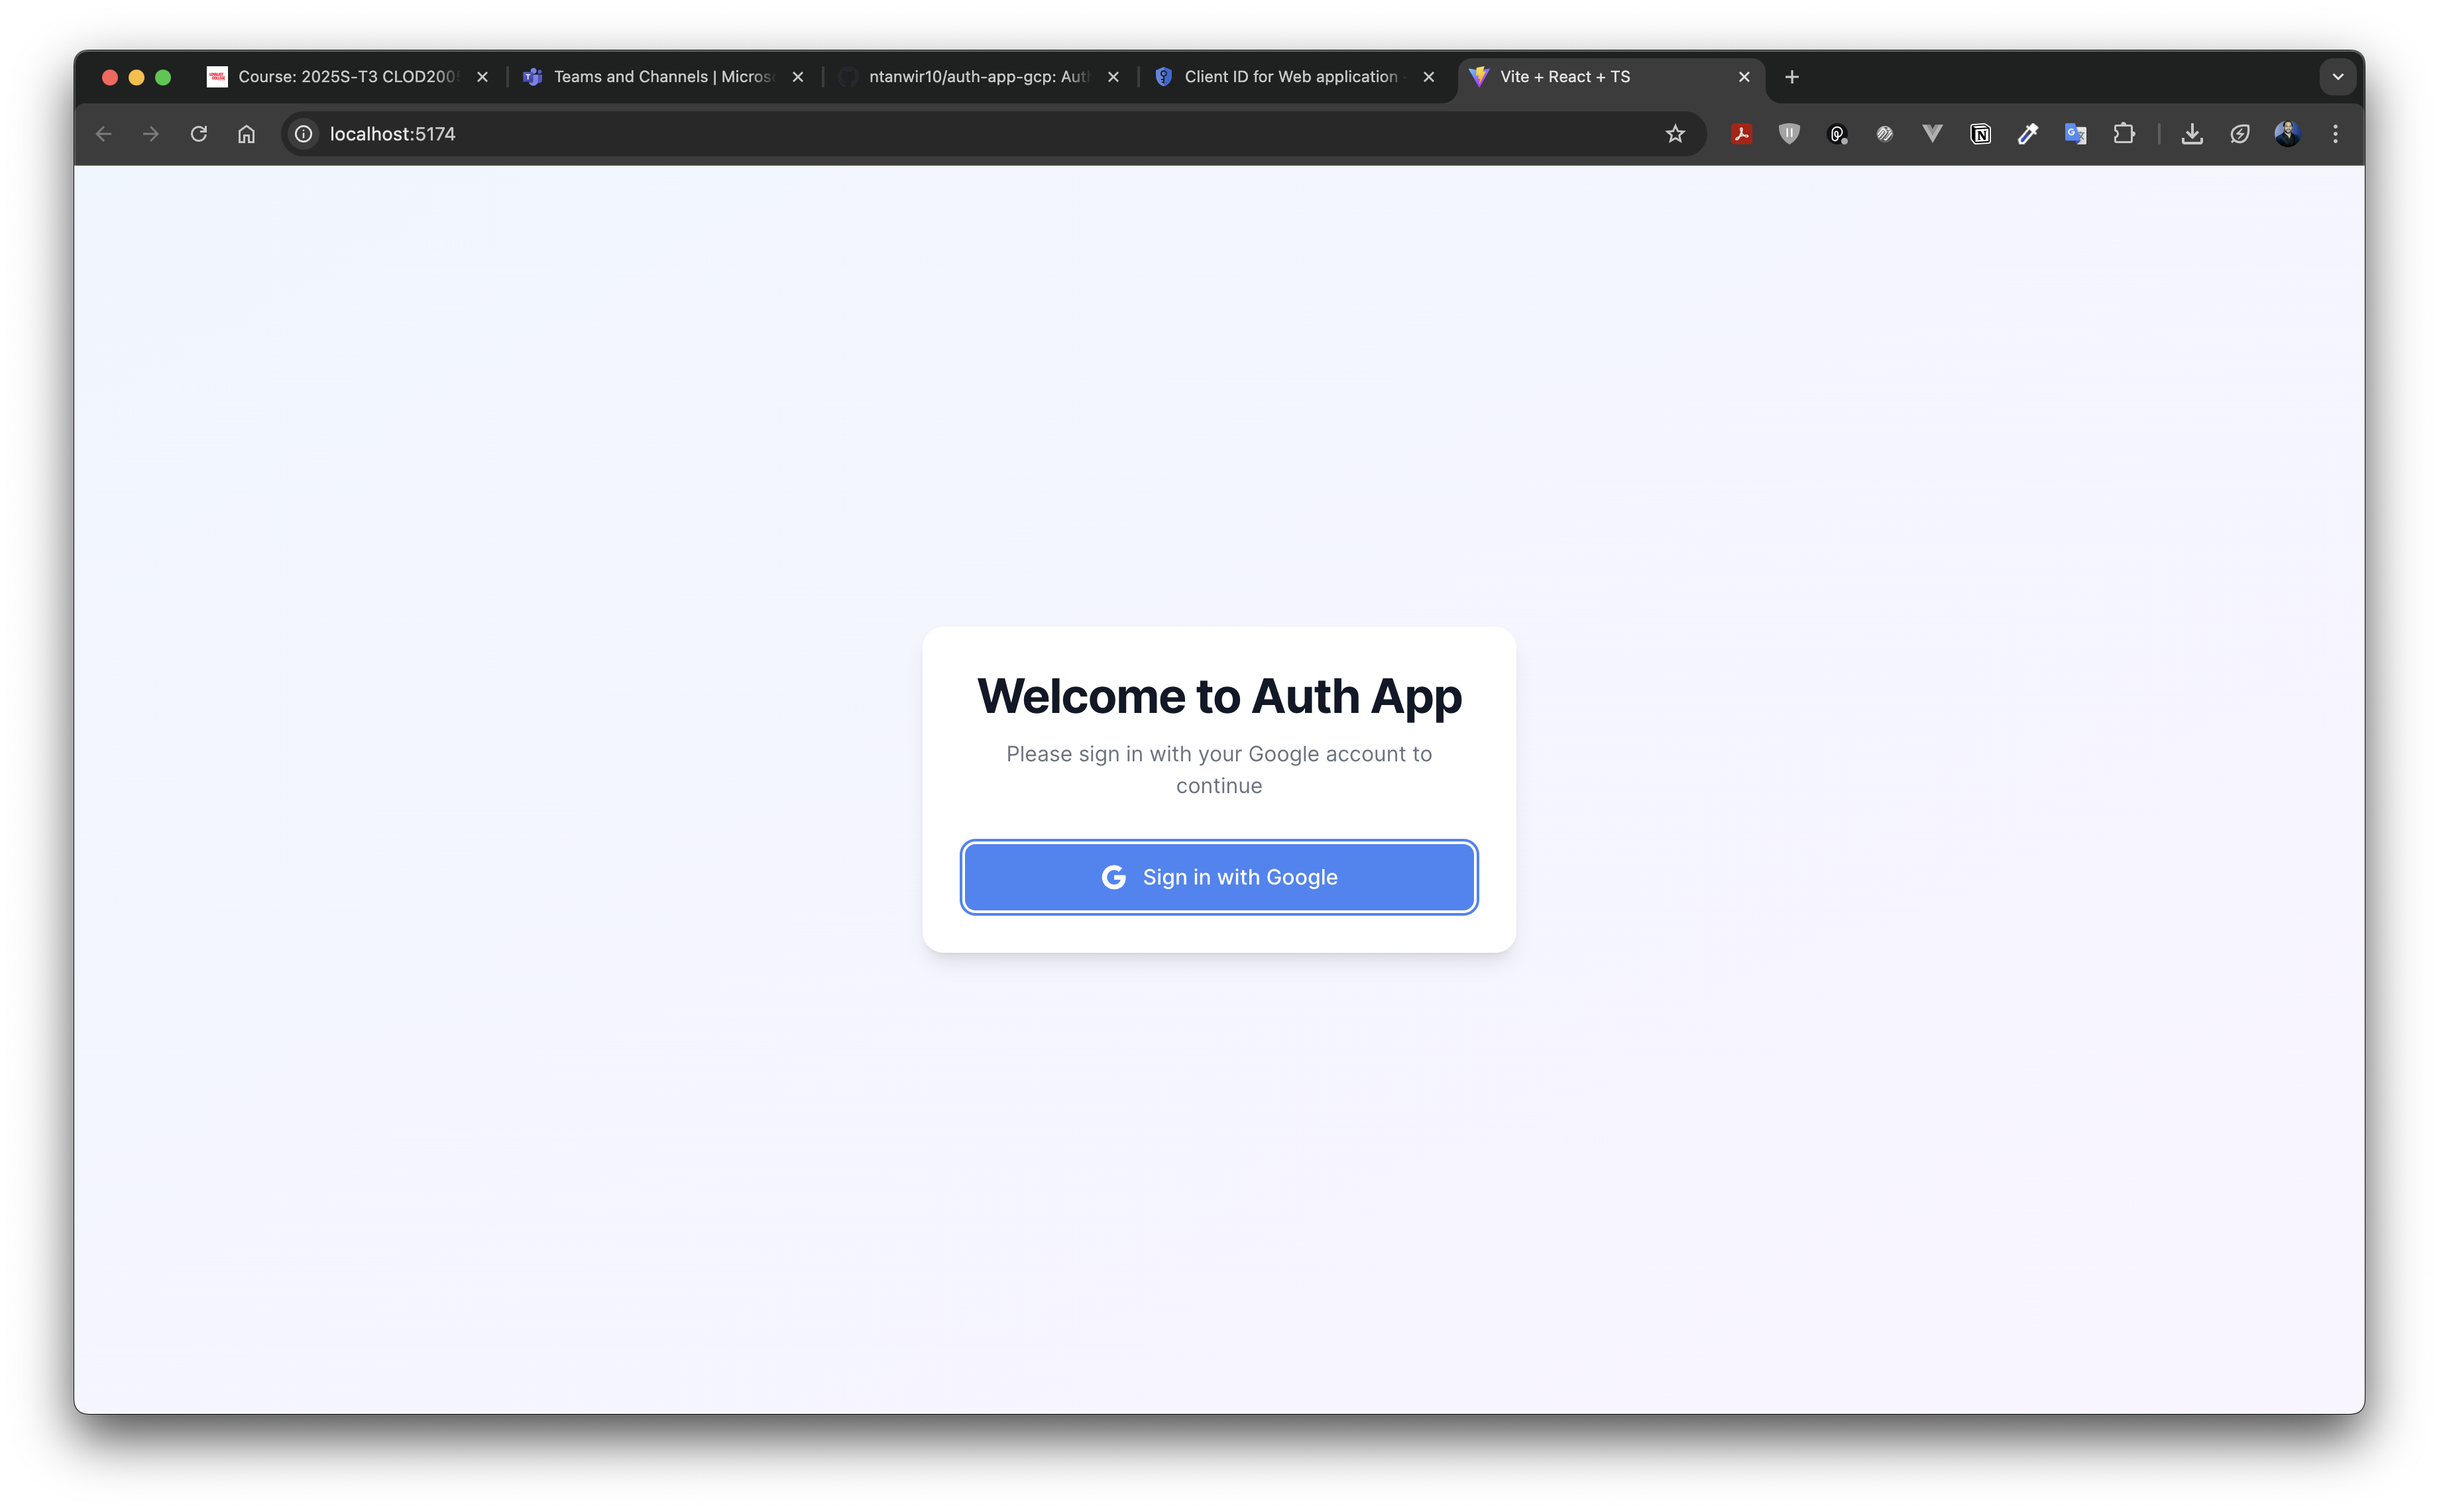 Course: 2025S-T3 CLOD200
Teams and Channels | Micros
ntanwir10/auth-app-gcp: Aut
Client ID for Web application
Vite + React + TS
localhost:5174
Welcome to Auth App
Please sign in with your Google account to
continue
Sign in with Google